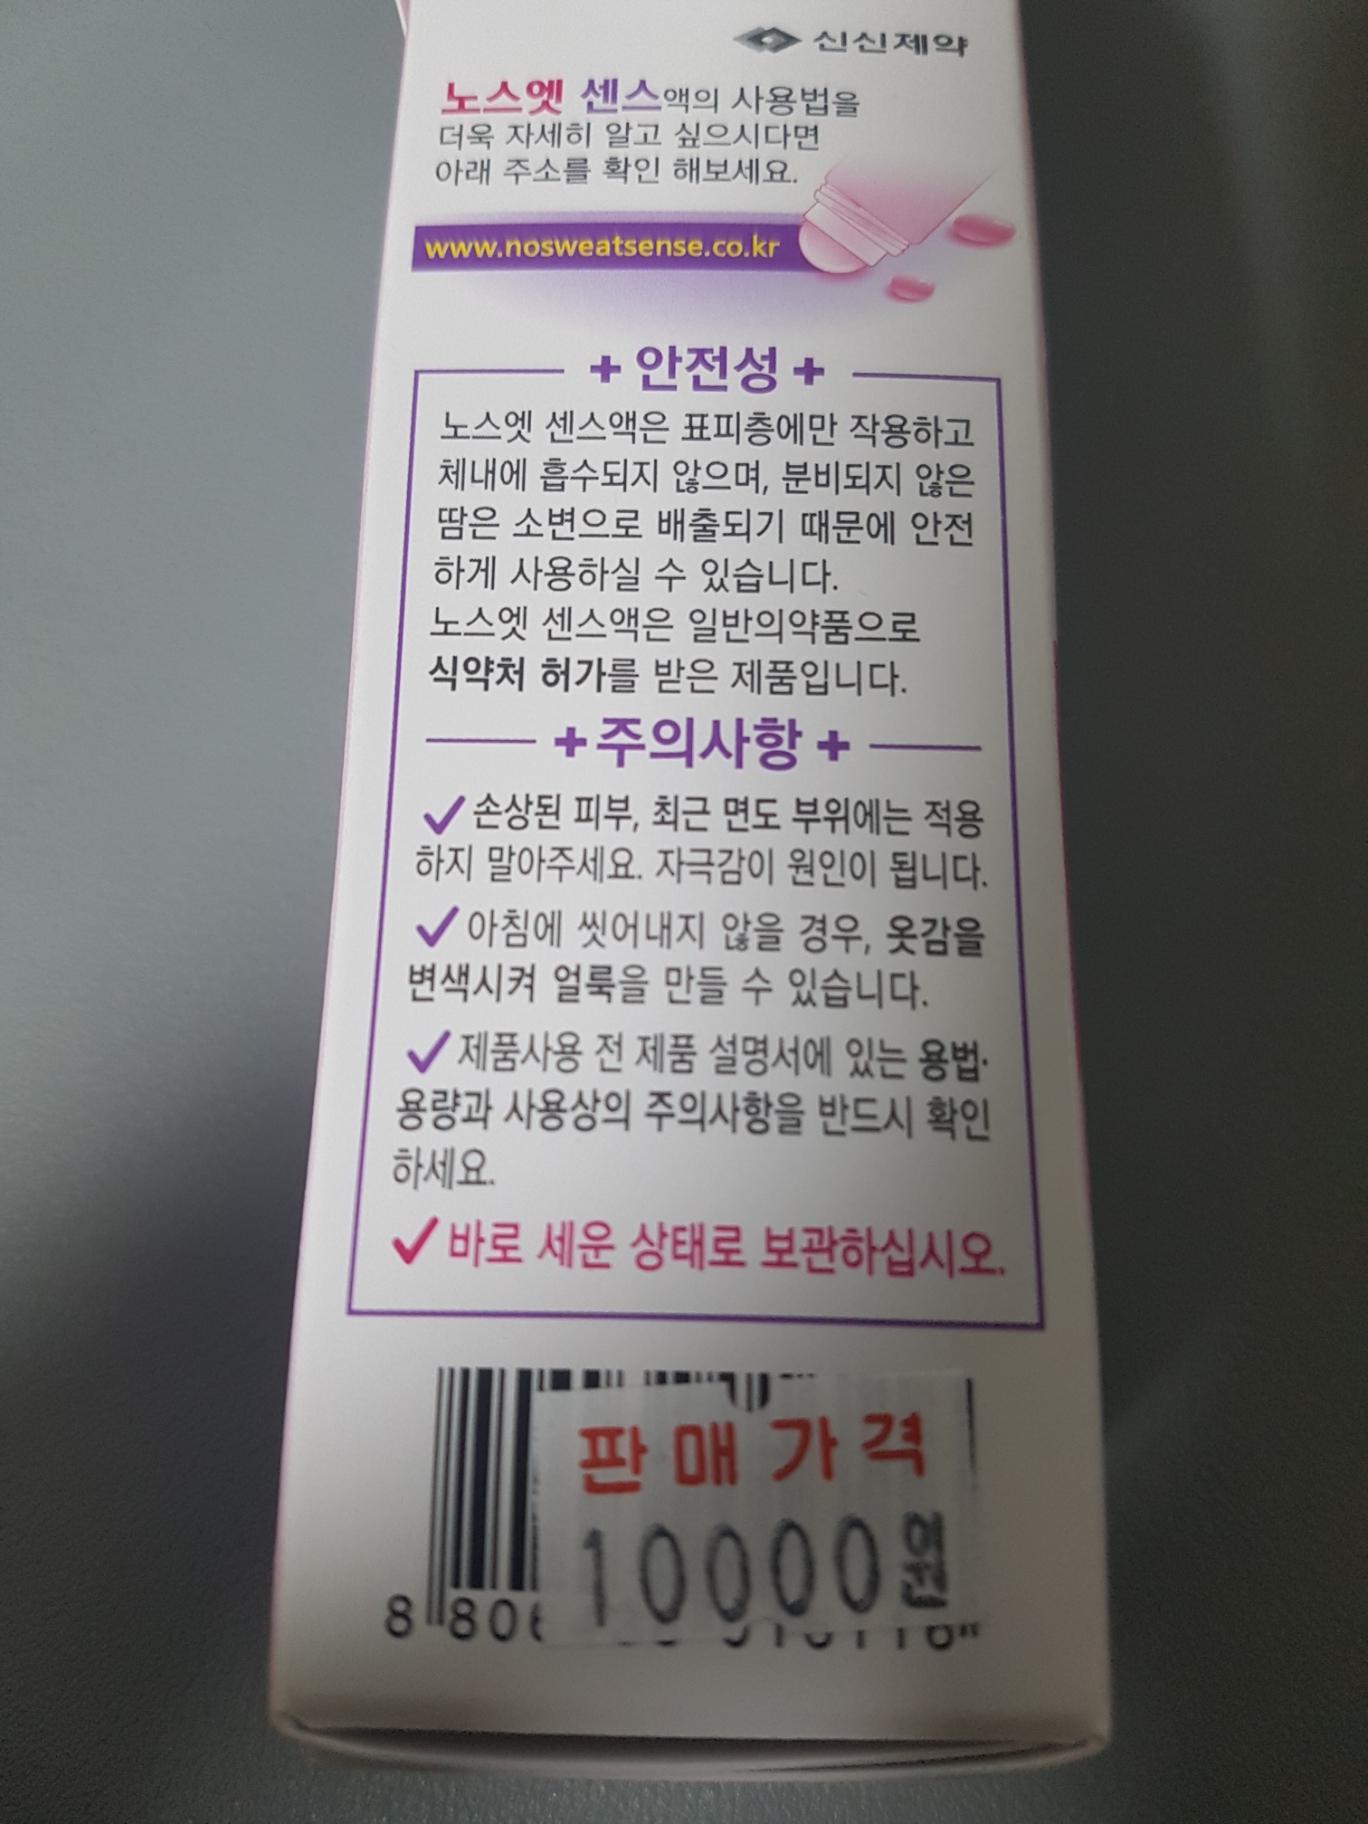 신신제약
노스엣 센스액의 사용법을
더욱 자세히 알고 싶으시다면
아래 주소를 확인 해보세요.
www.nosweatsense.co.kr
+ 안전성 +
노스엣 센스액은 표피층에만 작용하고
체내에 흡수되지 않으며, 분비되지 않은
땀은 소변으로 배출되기 때문에 안전
하게 사용하실 수 있습니다.
노스엣 센스액은 일반의약품으로
식약처 허가를 받은 제품입니다.
+ 주의사항 +
✓ 손상된 피부, 최근 면도 부위에는 적용
하지 말아주세요. 자극감이 원인이 됩니다.
✓ 아침에 씻어내지 않을 경우, 옷감을
변색시켜 얼룩을 만들 수 있습니다.
✓ 제품사용 전 제품 설명서에 있는 용법·
용량과 사용상의 주의사항을 반드시 확인
하세요.
✓ 바로 세운 상태로 보관하십시오.
판매가격
10000원
8 806